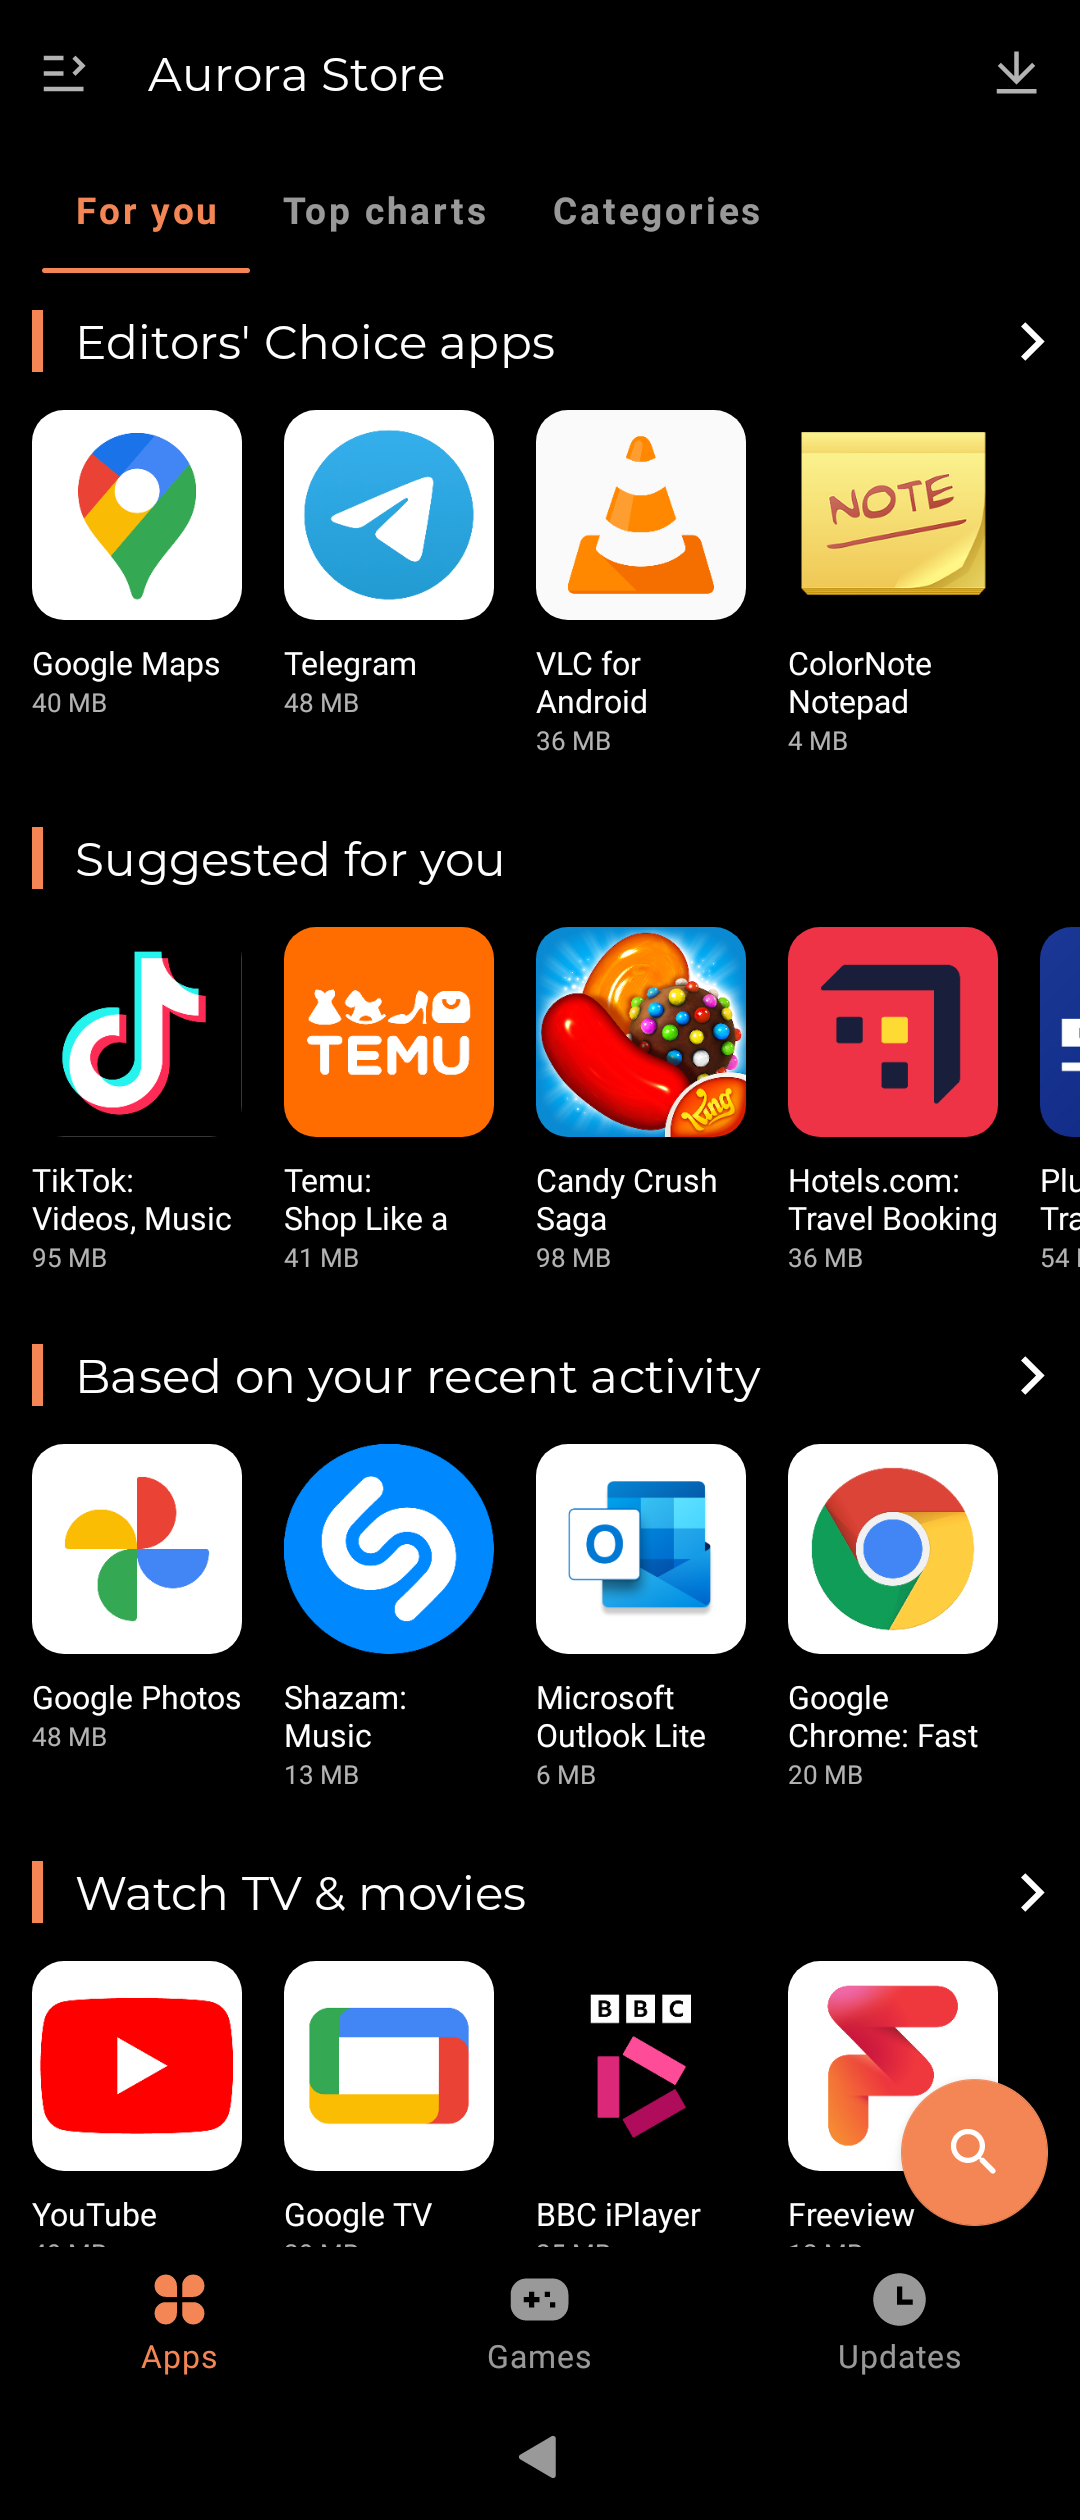 Aurora Store
For you
Top charts
Categories
Editors' Choice apps
NOTE
Google Maps
40 MB
Telegram
48 MB
VLC for
Android
36 MB
ColorNote
Notepad
4 MB
Suggested for you
TEMU
King
TikTok:
Videos, Music
95 MB
Temu:
Shop Like a
41 MB
Candy Crush
Saga
98 MB
Hotels.com:
Travel Booking
36 MB
Plu
Tra
54
Based on your recent activity
O
Google Photos
48 MB
Shazam:
Music
13 MB
Microsoft
Outlook Lite
6 MB
Google
Chrome: Fast
20 MB
Watch TV & movies
BBC
YouTube
Google TV
BBC iPlayer
Freeview
Apps
Games
Updates